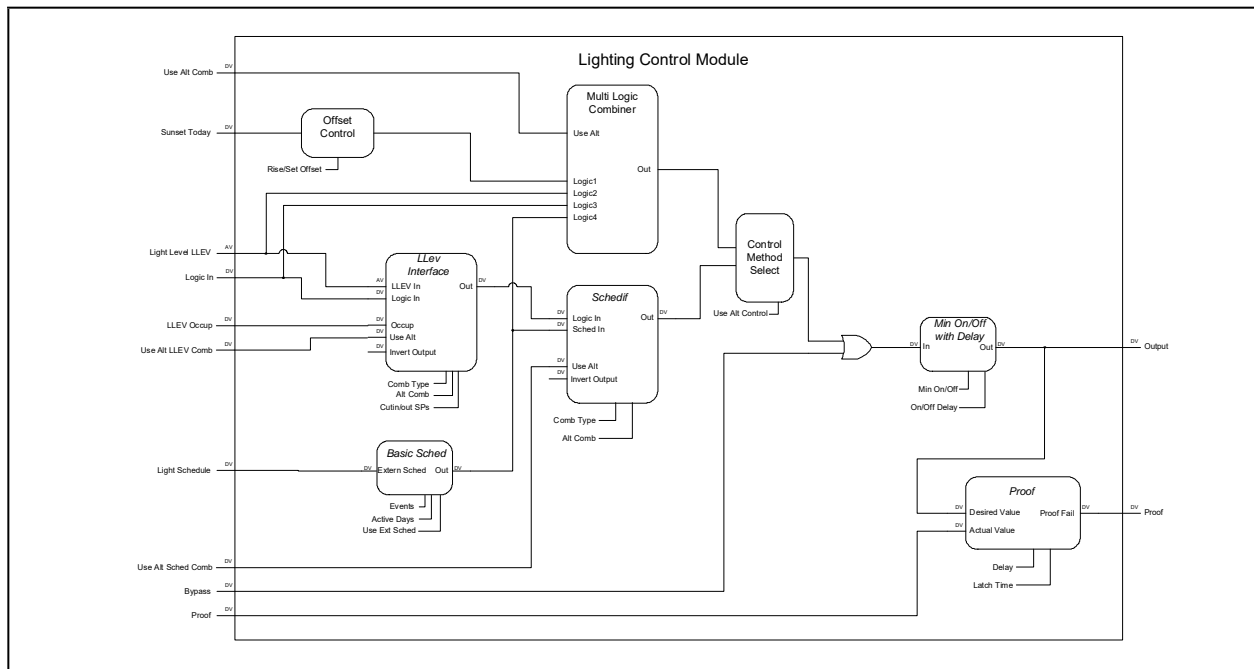 Lighting Control Module
DV
Use Alt Comb
Multi Logic
Combiner
Use Alt
Out
Logic1
Logic2
Logic3
Logic4
DV
Sunset Today
Offset
Control
Rise/Set Offset
AV
Light Level LLEV
DV
Logic In
LLev
Interface
AV
LLEV In
DV
Logic In
Out
DV
DV
Occup
DV
Use Alt
DV
Invert Output
Comb Type
Alt Comb
Cutin/out SPs
DV
LLEV Occup
DV
Use Alt LLEV Comb
Schedif
DV
Logic In
DV
Sched In
Out
DV
DV
Use Alt
DV
Invert Output
Comb Type
Alt Comb
Control
Method
Select
Use Alt Control
Min On/Off
with Delay
DV
In
Out
DV
Min On/Off
On/Off Delay
DV
Output
DV
Light Schedule
Basic Sched
DV
Extern Sched
Out
DV
Events
Active Days
Use Ext Sched
Proof
DV
Desired Value
Proof Fail
DV
DV
Actual Value
Delay
Latch Time
DV
Proof
DV
Use Alt Sched Comb
DV
Bypass
DV
Proof